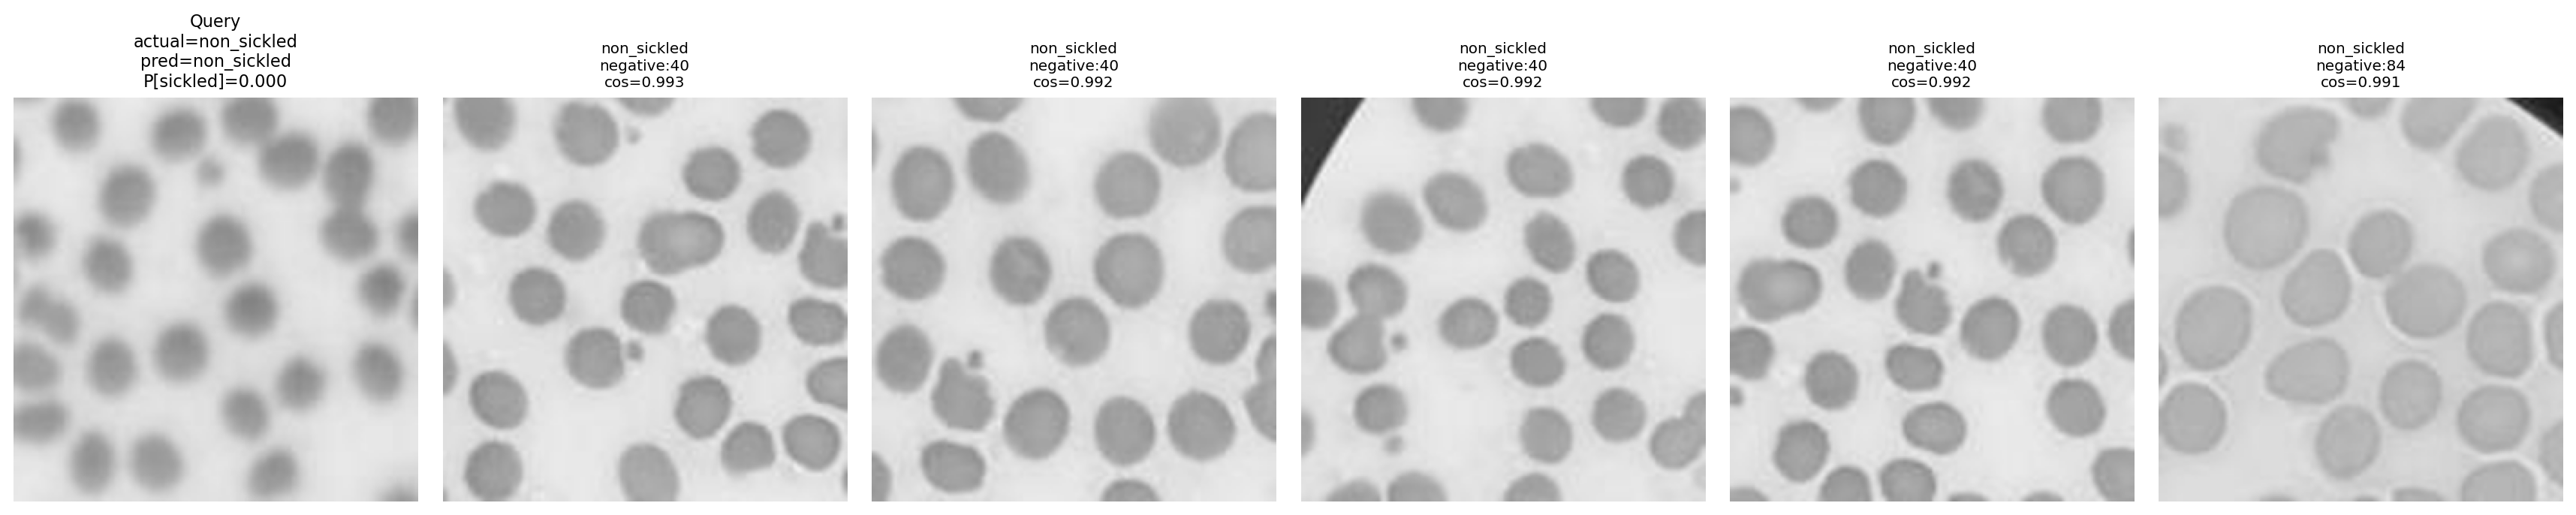 Query
actual=non_sickled
pred=non_sickled
P[sickled]=0.000
non_sickled
negative:40
cos=0.993
non_sickled
negative:40
cos=0.992
non_sickled
negative:40
cos=0.992
non_sickled
negative:40
cos=0.992
non_sickled
negative:84
cos=0.991